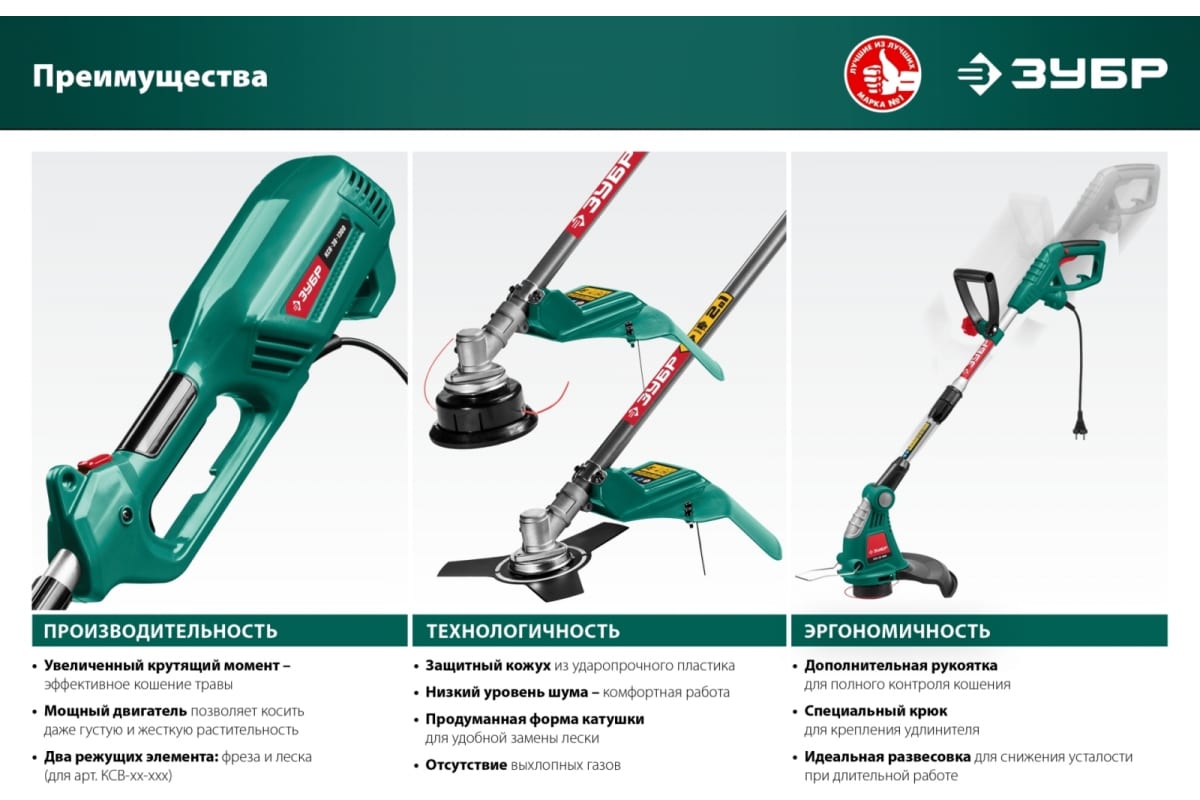 Преимущества
ЛУЧШИЕ ИЗ ЛУЧШИХ
МАРКА №1
ЗУБР
ЗУБР
КСВ-30-1300
ЗУБР
ЗУБР
2в1
ЗУБР
ПРОИЗВОДИТЕЛЬНОСТЬ
• Увеличенный крутящий момент –
эффективное кошение травы
• Мощный двигатель позволяет косить
даже густую и жесткую растительность
• Два режущих элемента: фреза и леска
(для арт. КСВ-xx-xxx)
ТЕХНОЛОГИЧНОСТЬ
• Защитный кожух из ударопрочного пластика
• Низкий уровень шума – комфортная работа
• Продуманная форма катушки
для удобной замены лески
• Отсутствие выхлопных газов
ЭРГОНОМИЧНОСТЬ
• Дополнительная рукоятка
для полного контроля кошения
• Специальный крюк
для крепления удлинителя
• Идеальная развесовка для снижения усталости
при длительной работе